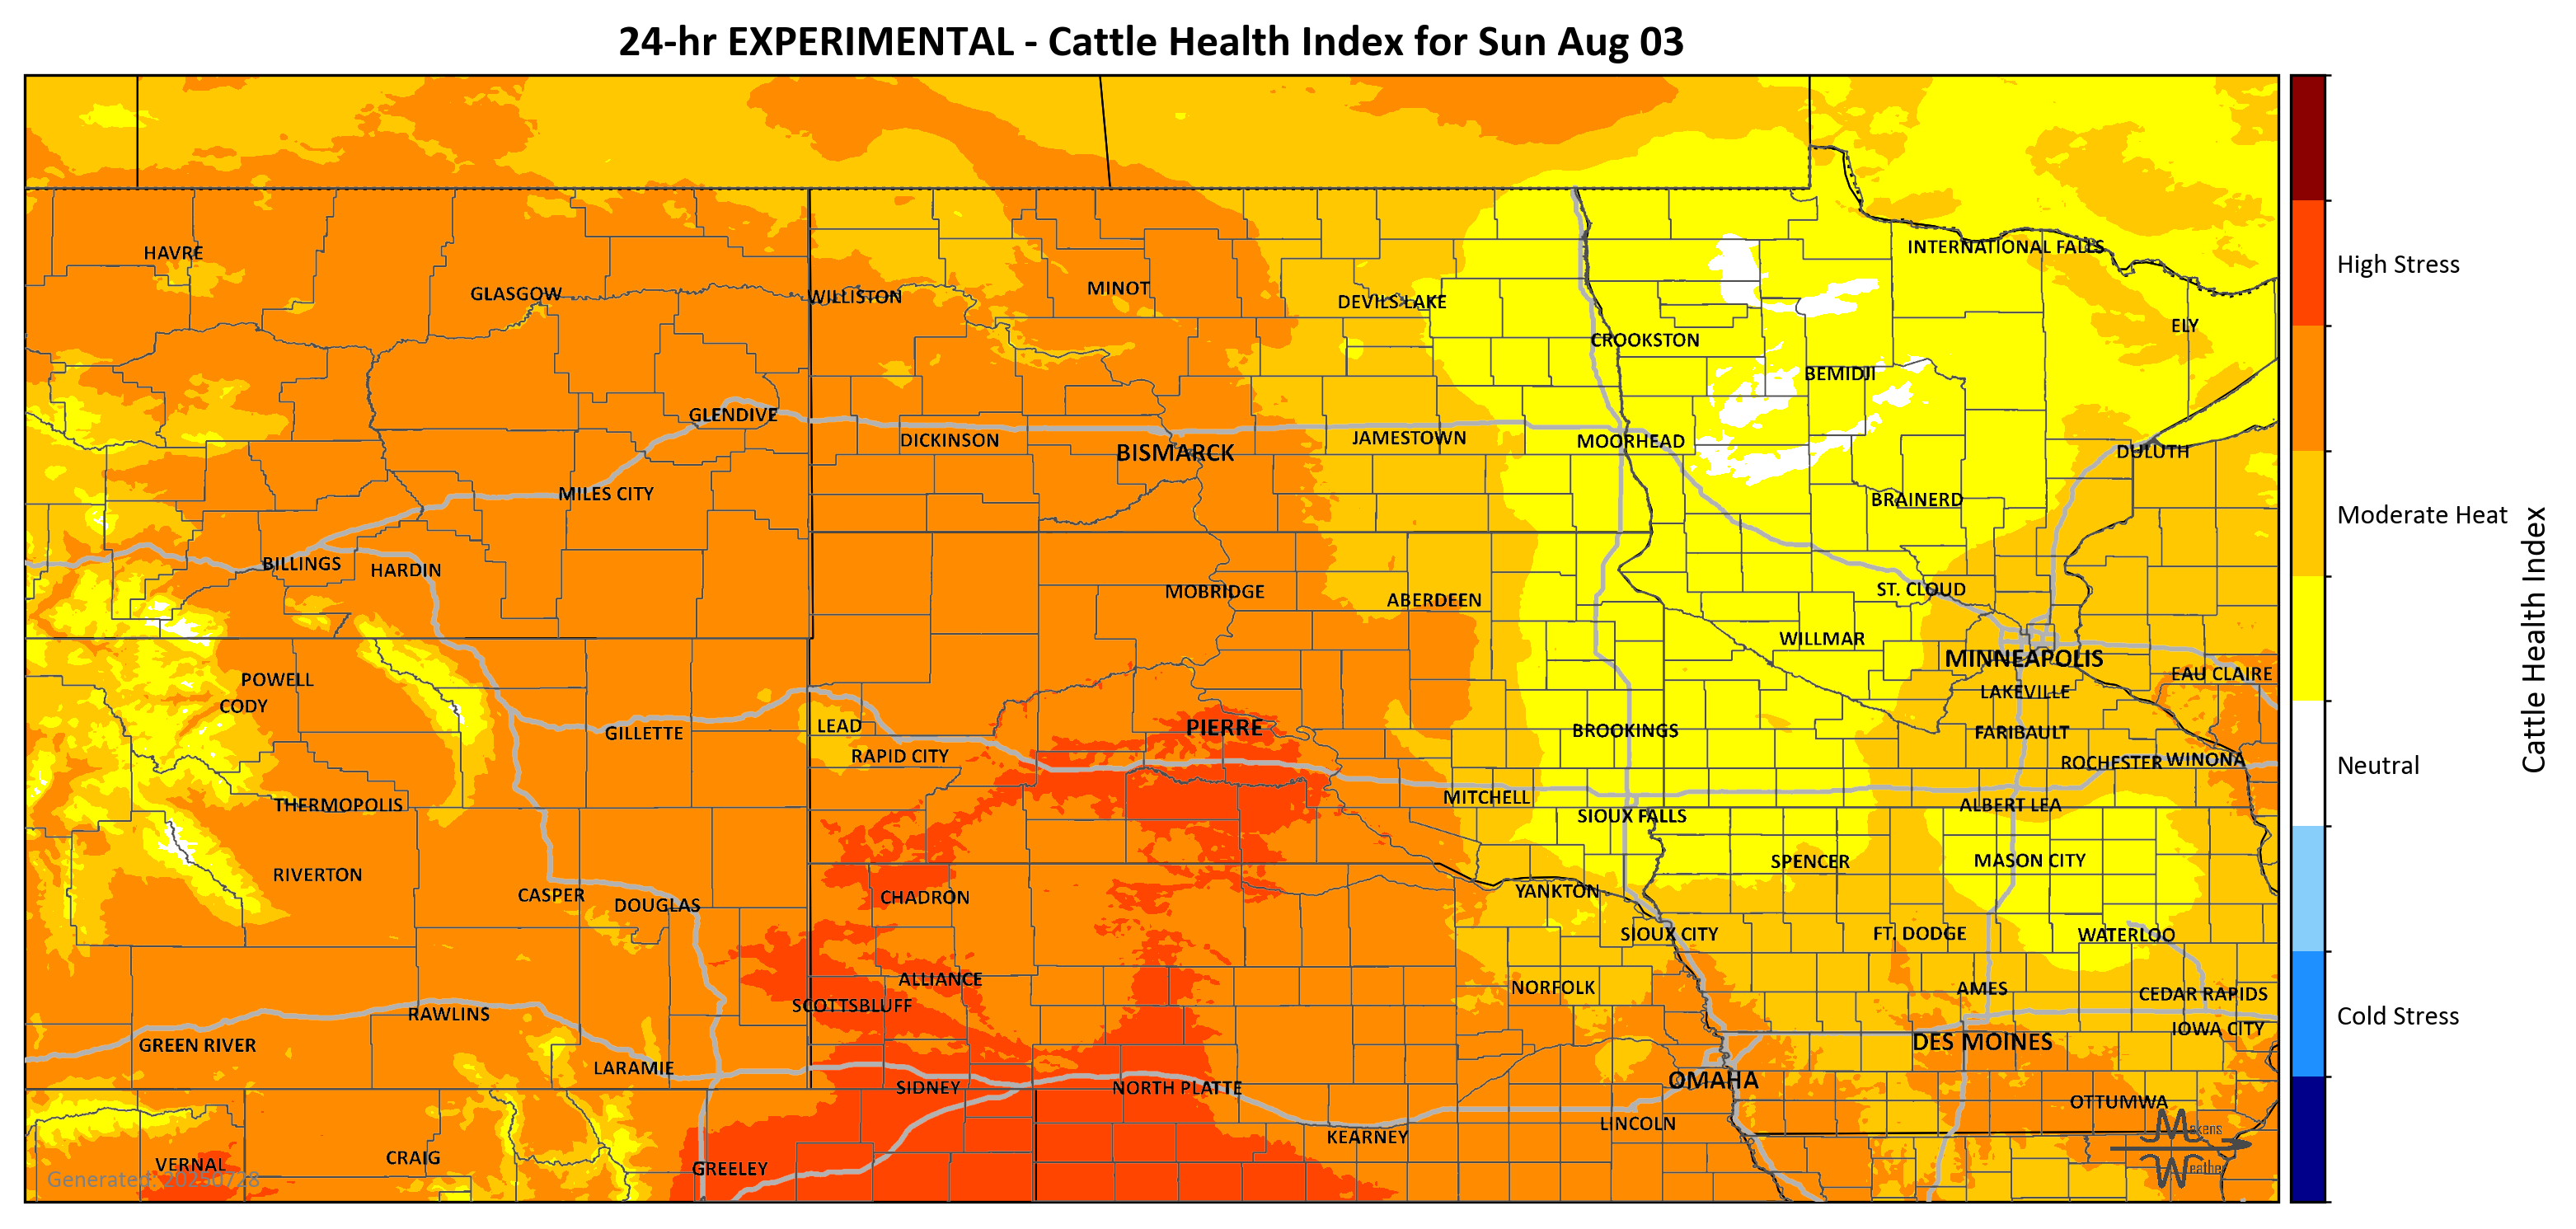 24-hr EXPERIMENTAL - Cattle Health Index for Sun Aug 03
HAVRE
INTERNATIONAL FALLS
GLASGOW
WILLISTON
MINOT
DEVILS LAKE
ELY
CROOKSTON
BEMIDJI
GLENDIVE
DICKINSON
BISMARCK
JAMESTOWN
MOORHEAD
DULUTH
MILES CITY
BRAINERD
BILLINGS
HARDIN
MOBRIDGE
ABERDEEN
ST. CLOUD
WILLMAR
MINNEAPOLIS
POWELL
EAU CLAIRE
CODY
LAKEVILLE
GILLETTE
LEAD
PIERRE
BROOKINGS
FARIBAULT
RAPID CITY
ROCHESTER
WINONA
THERMOPOLIS
MITCHELL
ALBERT LEA
SIOUX FALLS
RIVERTON
SPENCER
MASON CITY
CASPER
DOUGLAS
CHADRON
YANKTON
SIOUX CITY
FT. DODGE
WATERLOO
ALLIANCE
NORFOLK
AMES
CEDAR RAPIDS
SCOTTSBLUFF
RAWLINS
IOWA CITY
GREEN RIVER
DES MOINES
LARAMIE
SIDNEY
NORTH PLATTE
OMAHA
OTTUMWA
LINCOLN
KEARNEY
VERNAL
CRAIG
GREELEY
Generated: 20250728
Makens
Weather
High Stress
Moderate Heat
Neutral
Cold Stress
Cattle Health Index